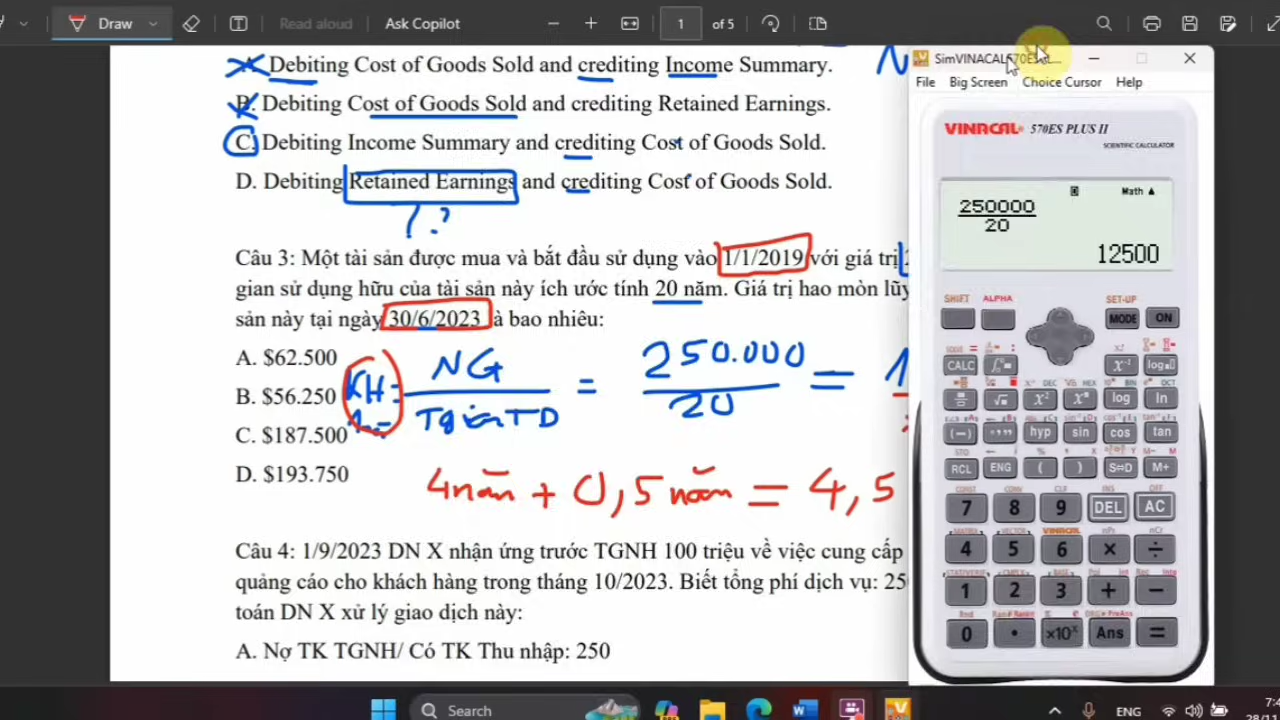 Draw
Read aloud
Ask Copilot
1 of 5
A. Debiting Cost of Goods Sold and crediting Income Summary.
B. Debiting Cost of Goods Sold and crediting Retained Earnings.
C. Debiting Income Summary and crediting Cost of Goods Sold.
D. Debiting Retained Earnings and crediting Cost of Goods Sold.
? ?
Câu 3: Một tài sản được mua và bắt đầu sử dụng vào 1/1/2019 với giá trị
gian sử dụng hữu của tài sản này ích ước tính 20 năm. Giá trị hao mòn lũy
sản này tại ngày 30/6/2023 là bao nhiêu:
A. $62.500
B. $56.250
C. $187.500
D. $193.750
KH = NG = 250.000 =
TgianTD 20
4 năm + 0,5 năm = 4,5
Câu 4: 1/9/2023 DN X nhận ứng trước TGNH 100 triệu về việc cung cấp
quảng cáo cho khách hàng trong tháng 10/2023. Biết tổng phí dịch vụ: 25
toán DN X xử lý giao dịch này:
A. Nợ TK TGNH/ Có TK Thu nhập: 250
File Big Screen Choice Cursor Help
VINACAL 570ES PLUS II
SCIENTIFIC CALCULATOR
D Math ▲
250000
20
12500
SHIFT ALPHA SET-UP
MODE ON
CALC x⁻¹ log
√ x² log ln
(−) hyp sin cos tan
RCL ENG ( ) S⇔D M+
7 8 9 DEL AC
4 5 6 × ÷
1 2 3 + −
0 . ×10ˣ Ans =
Search
ENG